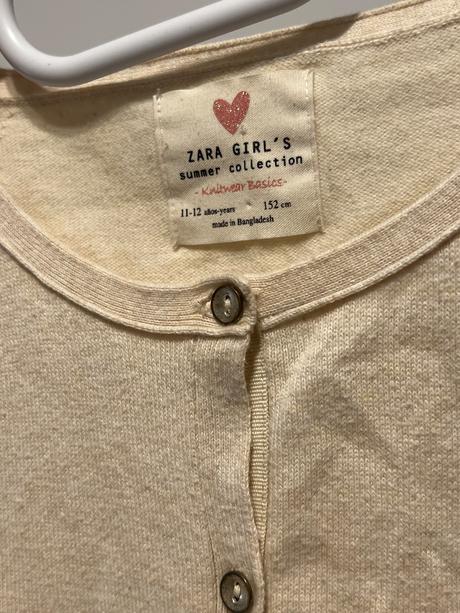 ZARA GIRL'S
summer collection
- Knitwear Basics-
11-12 años-years 152 cm
made in Bangladesh